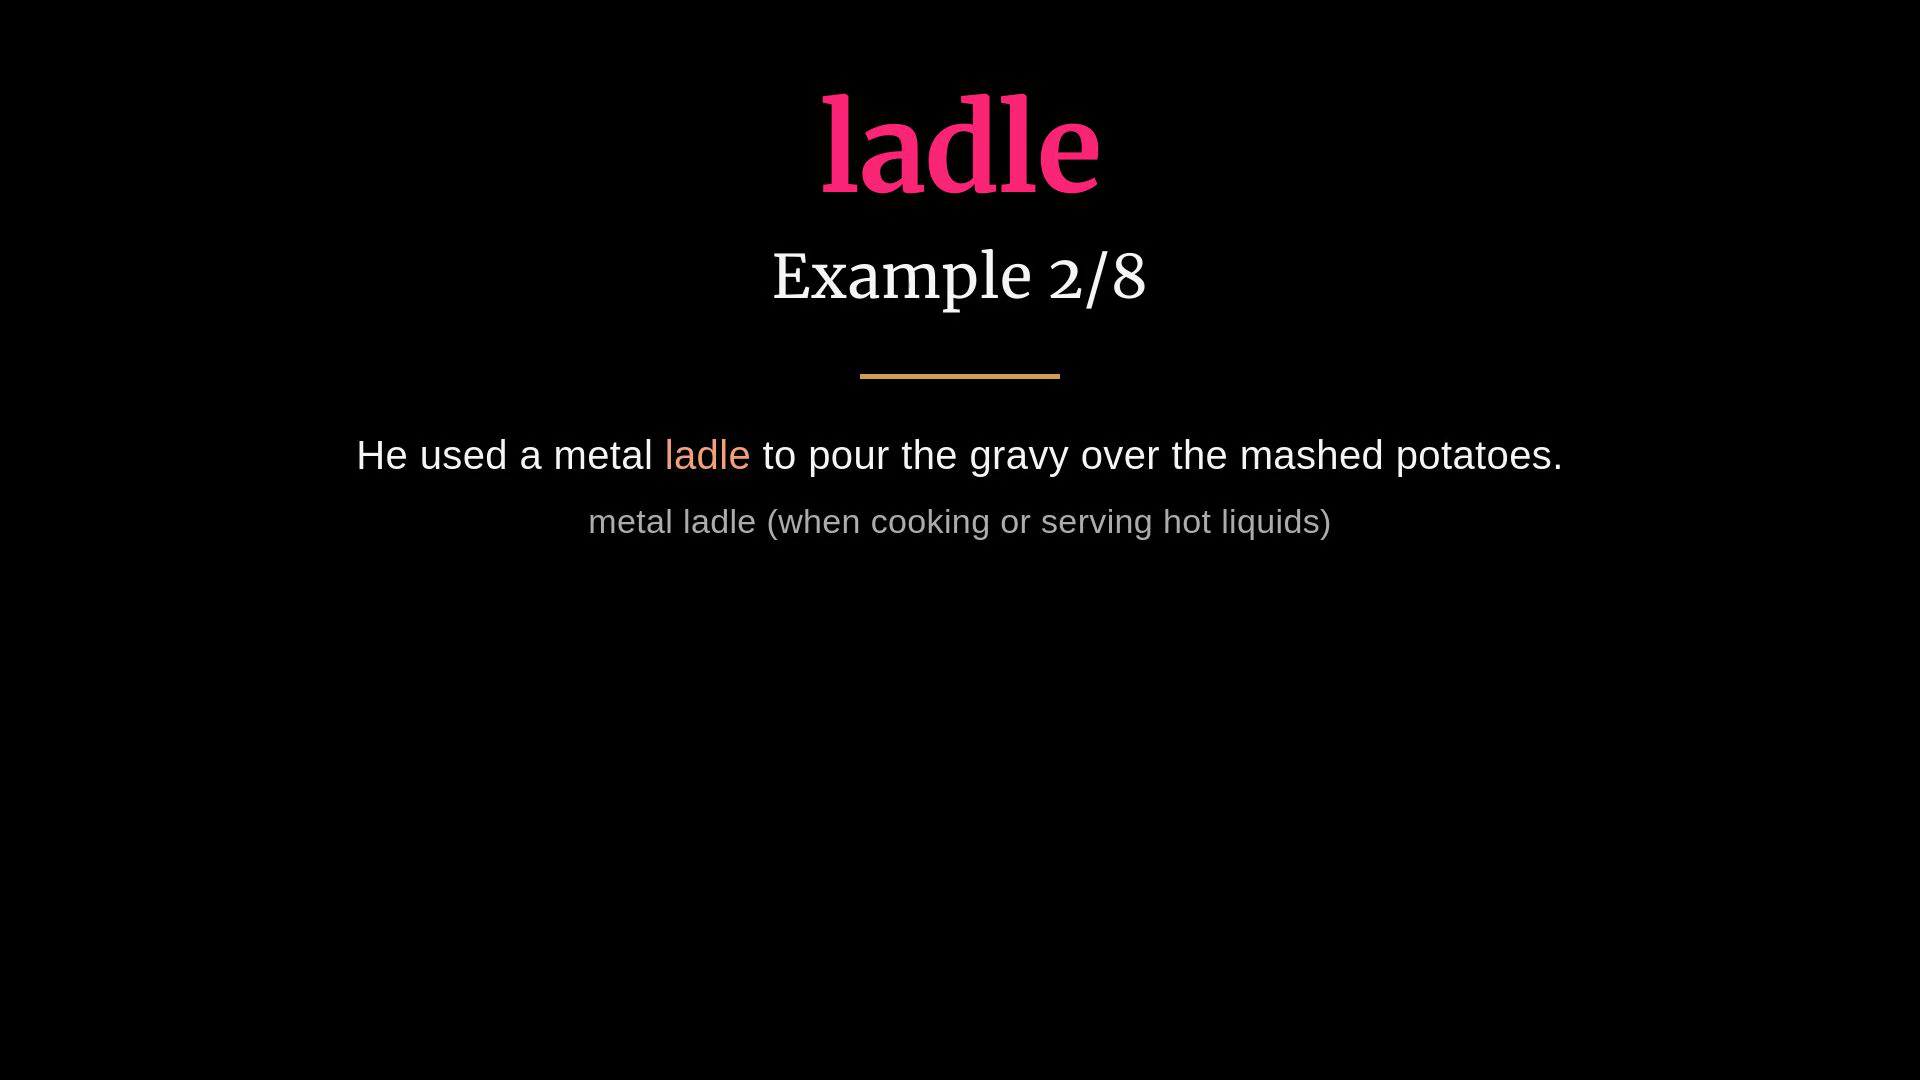 ladle
Example 2/8
He used a metal ladle to pour the gravy over the mashed potatoes.
metal ladle (when cooking or serving hot liquids)